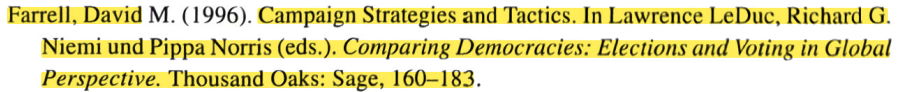 Farrell, David M. (1996). Campaign Strategies and Tactics. In Lawrence LeDuc, Richard G.
Niemi und Pippa Norris (eds.). Comparing Democracies: Elections and Voting in Global
Perspective. Thousand Oaks: Sage, 160–183.